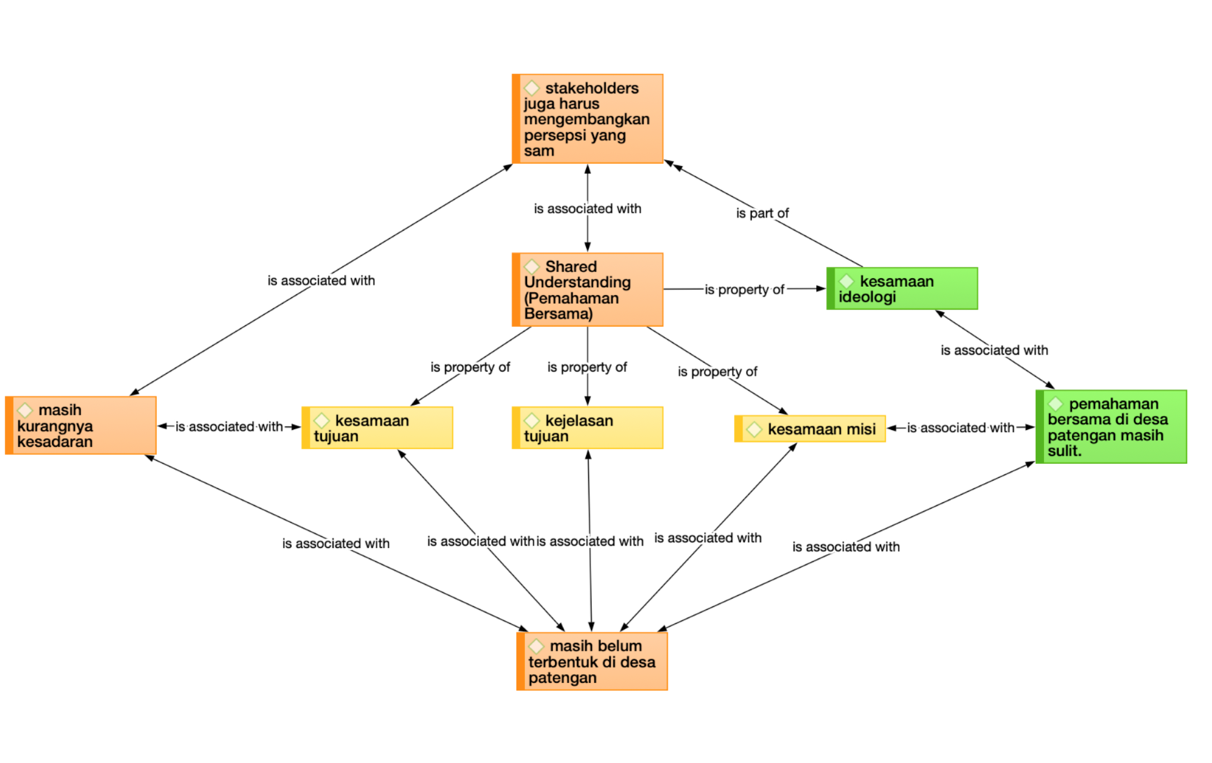 stakeholders
juga harus
mengembangkan
persepsi yang
sam
is associated with
is part of
is associated with
Shared
Understanding
(Pemahaman
Bersama)
is property of
kesamaan
ideologi
is associated with
is property of
is property of
is property of
masih
kurangnya
kesadaran
is associated with
kesamaan
tujuan
kejelasan
tujuan
kesamaan misi
is associated with
pemahaman
bersama di desa
patengan masih
sulit.
is associated with
is associated with
is associated with
is associated with
is associated with
masih belum
terbentuk di desa
patengan